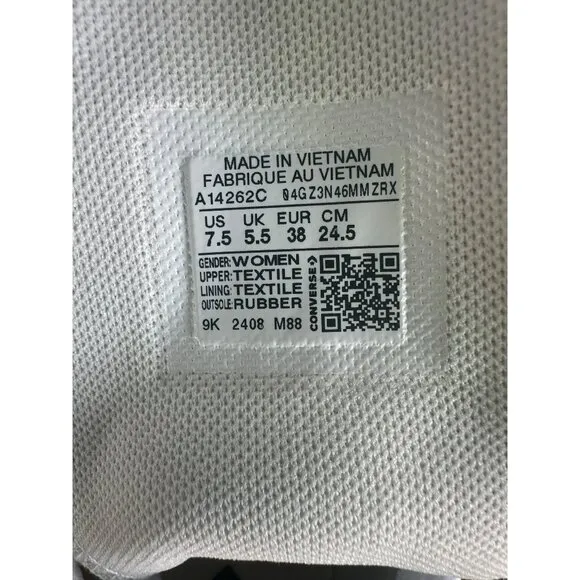 MADE IN VIETNAM
FABRIQUE AU VIETNAM
A14262C 04GZ3N46MMZRX
US UK EUR CM
7.5 5.5 38 24.5
GENDER: WOMEN
UPPER: TEXTILE
LINING: TEXTILE
OUTSOLE: RUBBER
CONVERSE
9K 2408 M88